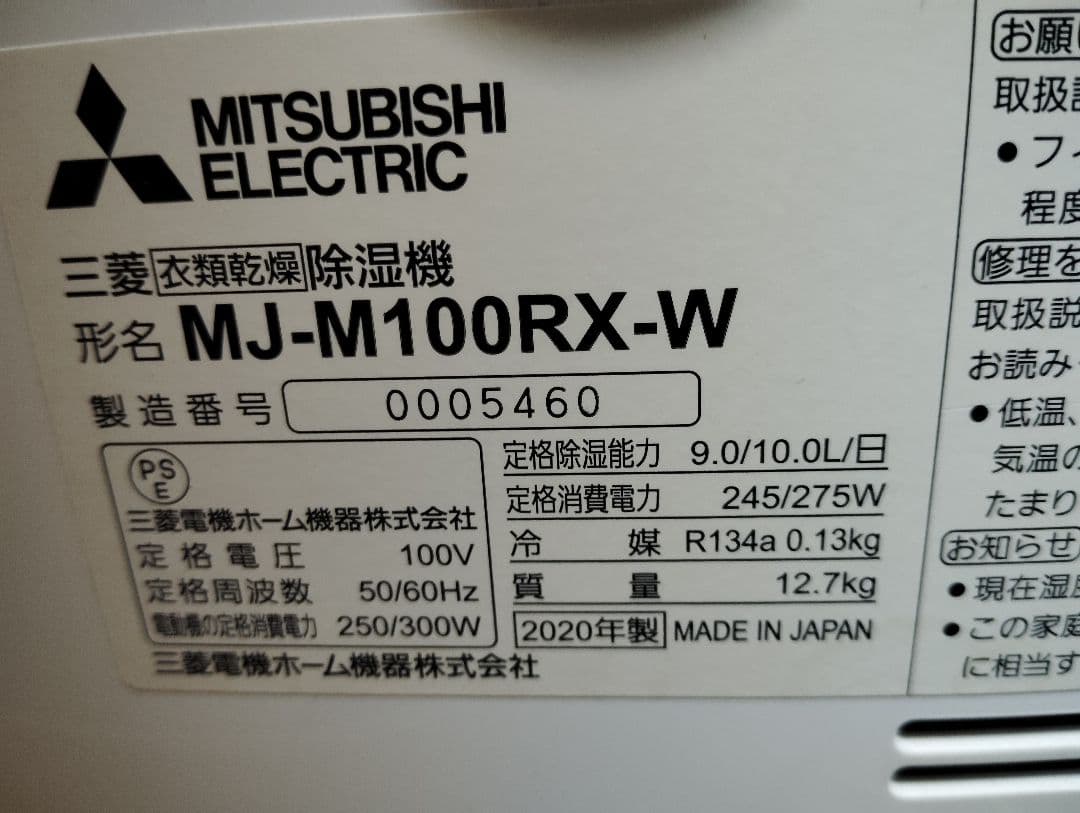 MITSUBISHI
ELECTRIC
三菱衣類乾燥除湿機
形名 MJ-M100RX-W
製造番号 0005460
PS
E
三菱電機ホーム機器株式会社
定格電圧 100V
定格周波数 50/60Hz
電動機の定格消費電力 250/300W
定格除湿能力 9.0/10.0L/日
定格消費電力 245/275W
冷媒 R134a 0.13kg
質量 12.7kg
2020年製 MADE IN JAPAN
三菱電機ホーム機器株式会社
お願い
取扱説
●フィ
程度
修理を
取扱説
お読み
●低温、
気温の
たまり
お知らせ
●現在湿度
●この家庭
に相当す